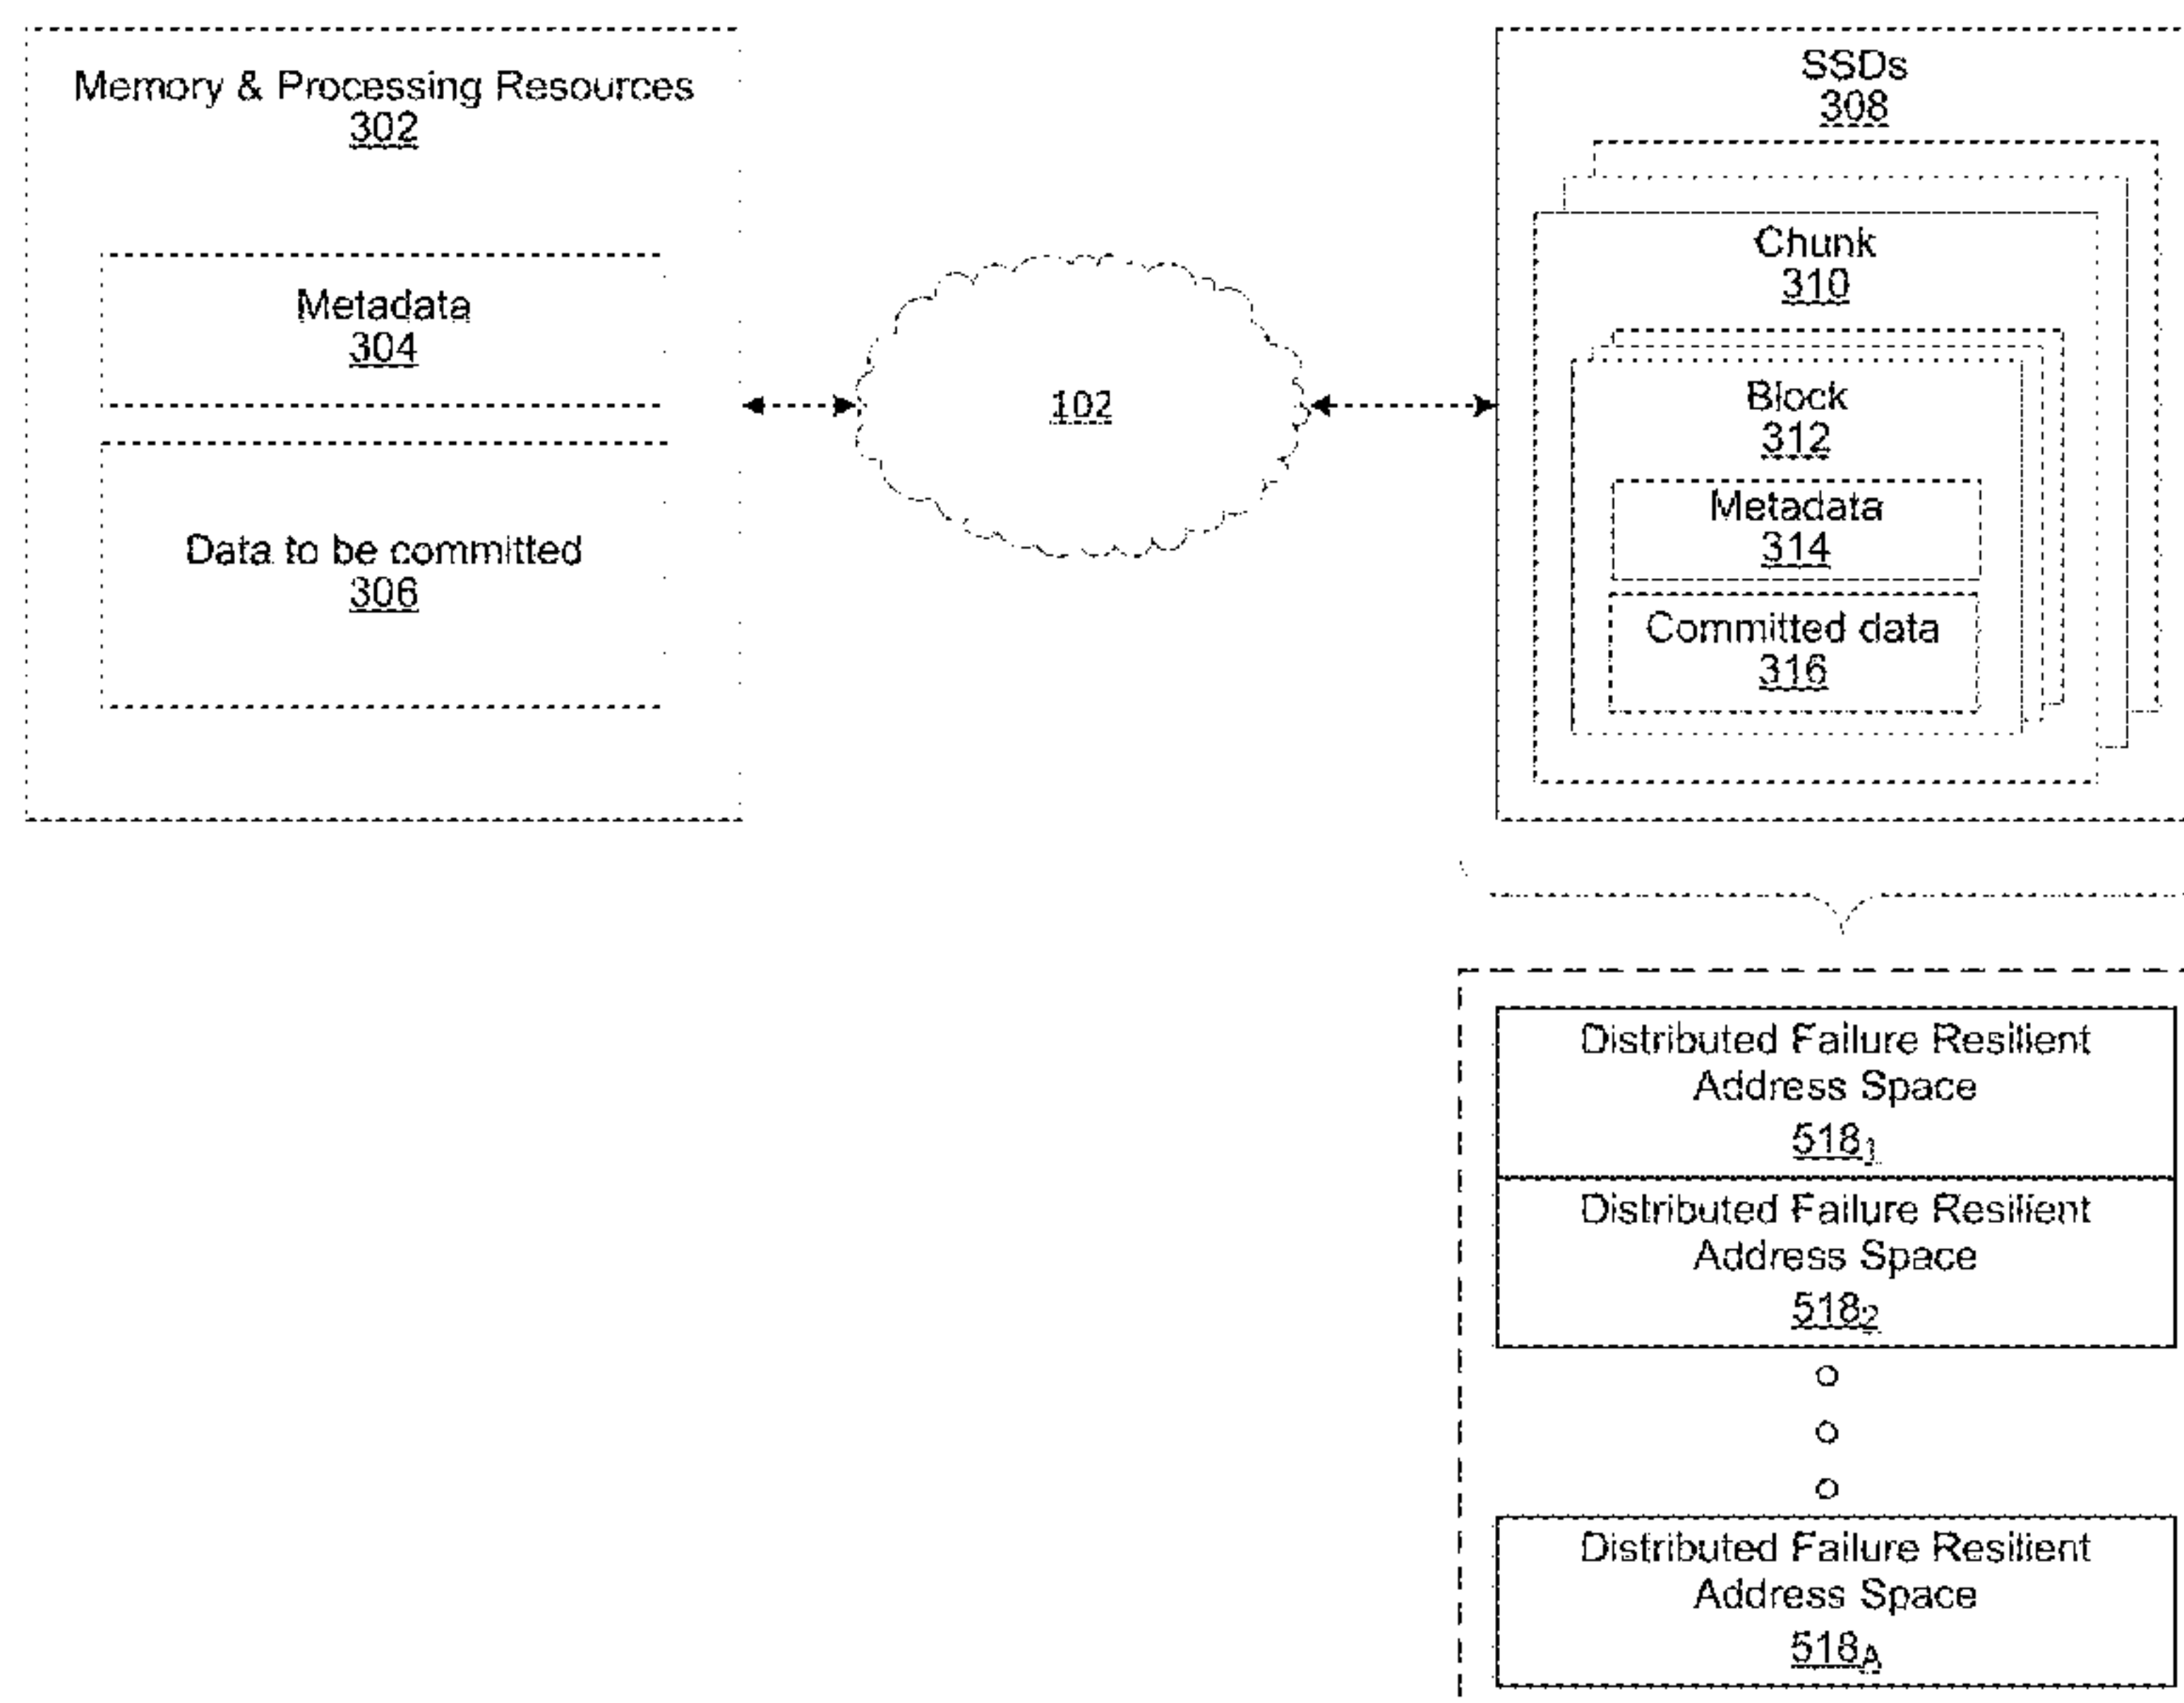 Memory & Processing Resources
302
Metadata
304
Data to be committed
306
102
SSDs
308
Chunk
310
Block
312
Metadata
314
Committed data
316
Distributed Failure Resilient
Address Space
518₁
Distributed Failure Resilient
Address Space
518₂
Distributed Failure Resilient
Address Space
518A